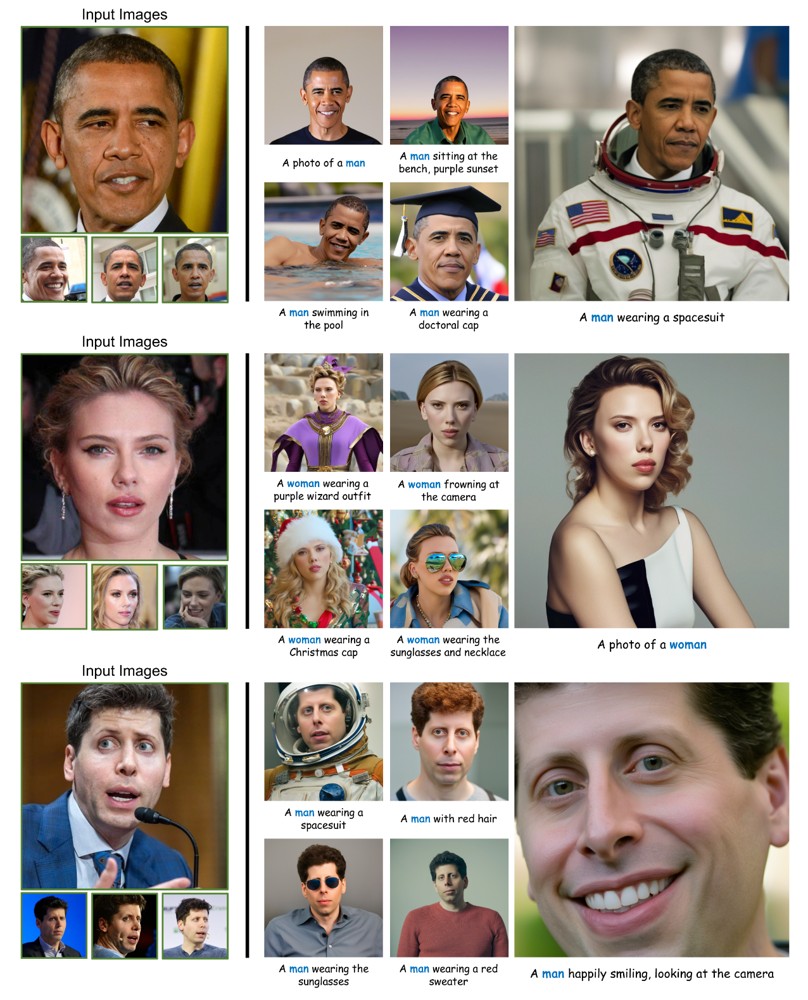 Input Images
A photo of a man
A man sitting at the
bench, purple sunset
A man swimming in
the pool
A man wearing a
doctoral cap
A man wearing a spacesuit
Input Images
A woman wearing a
purple wizard outfit
A woman frowning at
the camera
A woman wearing a
Christmas cap
A woman wearing the
sunglasses and necklace
A photo of a woman
Input Images
A man wearing a
spacesuit
A man with red hair
A man wearing the
sunglasses
A man wearing a red
sweater
A man happily smiling, looking at the camera